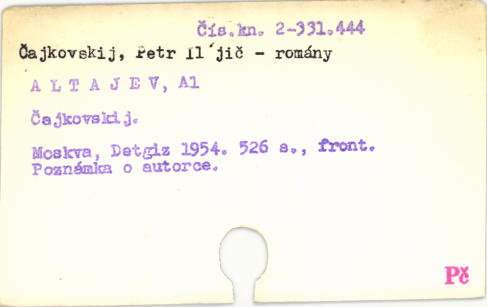 Čís.kn. 2-331.444
Čajkovskij, Petr Il´jič - romány
A L T A J E V, Al
Čajkovskij.
Moskva, Detgiz 1954. 526 s., front.
Poznámka o autorce.
Pč